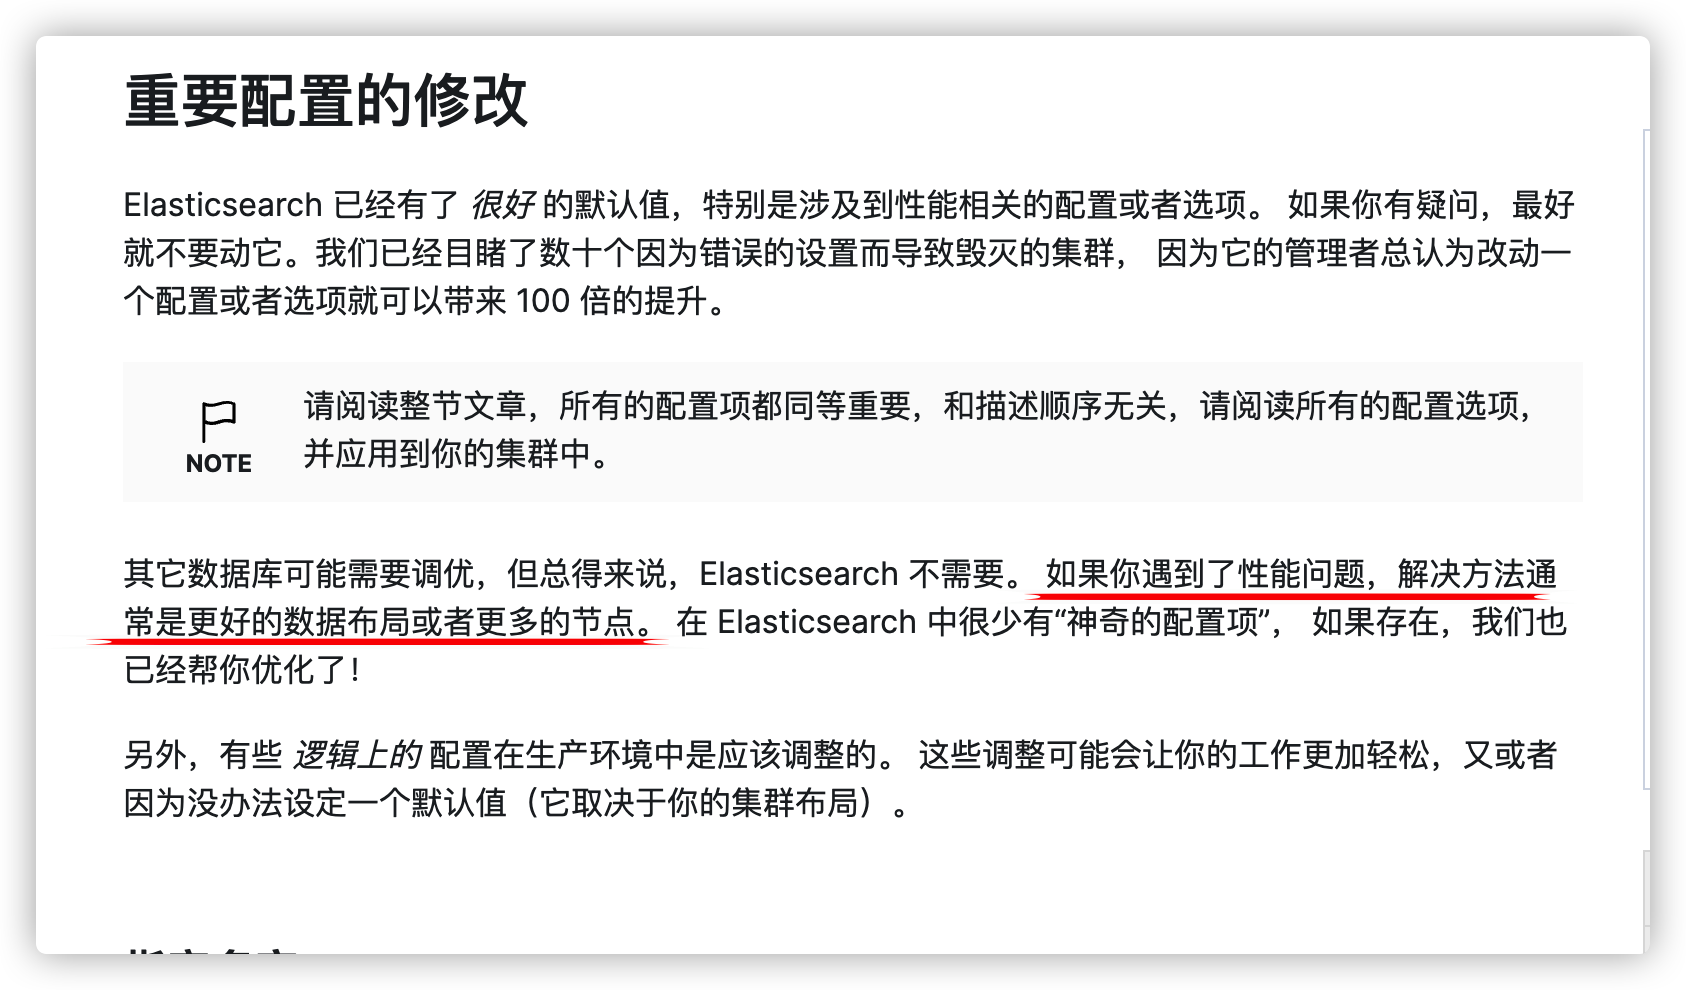 重要配置的修改
Elasticsearch 已经有了 很好 的默认值，特别是涉及到性能相关的配置或者选项。 如果你有疑问，最好
就不要动它。我们已经目睹了数十个因为错误的设置而导致毁灭的集群， 因为它的管理者总认为改动一
个配置或者选项就可以带来 100 倍的提升。
请阅读整节文章，所有的配置项都同等重要，和描述顺序无关，请阅读所有的配置选项，
并应用到你的集群中。
NOTE
其它数据库可能需要调优，但总得来说，Elasticsearch 不需要。 如果你遇到了性能问题，解决方法通
常是更好的数据布局或者更多的节点。 在 Elasticsearch 中很少有“神奇的配置项”， 如果存在，我们也
已经帮你优化了！
另外，有些 逻辑上的 配置在生产环境中是应该调整的。 这些调整可能会让你的工作更加轻松，又或者
因为没办法设定一个默认值（它取决于你的集群布局）。